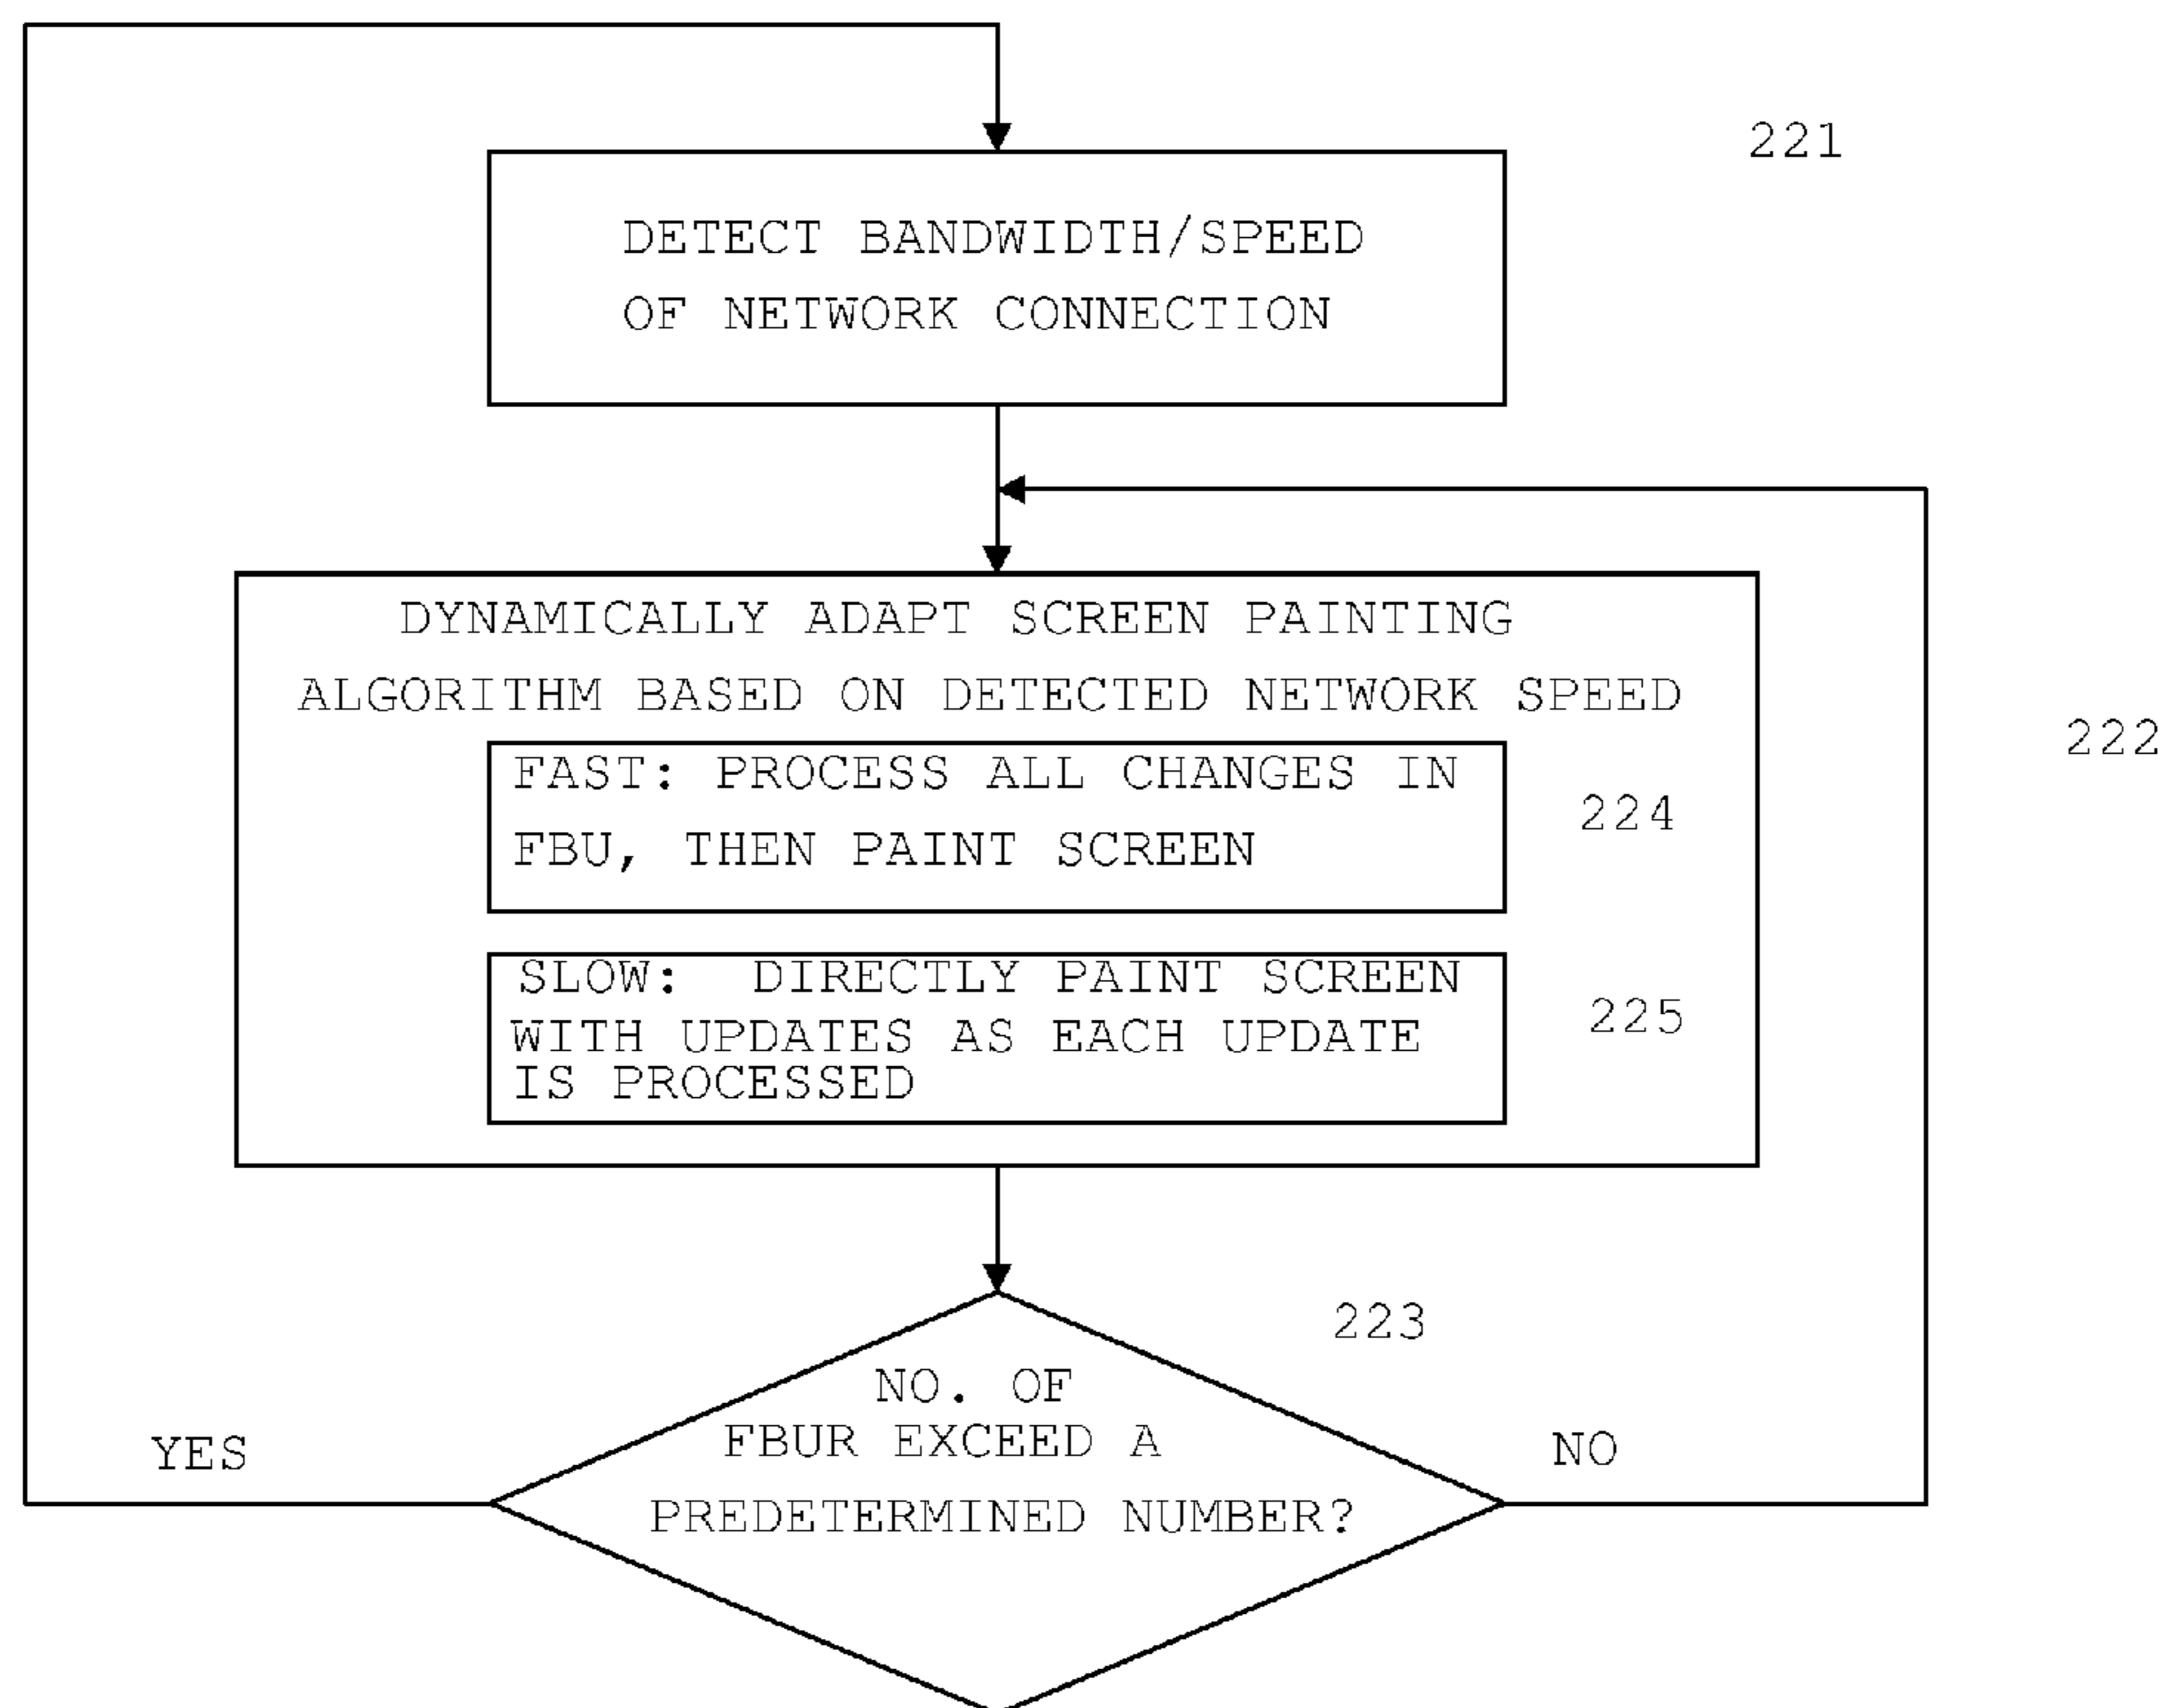 221
DETECT BANDWIDTH/SPEED
OF NETWORK CONNECTION
DYNAMICALLY ADAPT SCREEN PAINTING
ALGORITHM BASED ON DETECTED NETWORK SPEED
222
FAST: PROCESS ALL CHANGES IN
FBU, THEN PAINT SCREEN
224
SLOW: DIRECTLY PAINT SCREEN
WITH UPDATES AS EACH UPDATE
IS PROCESSED
225
223
NO. OF
FBUR EXCEED A
PREDETERMINED NUMBER?
YES
NO